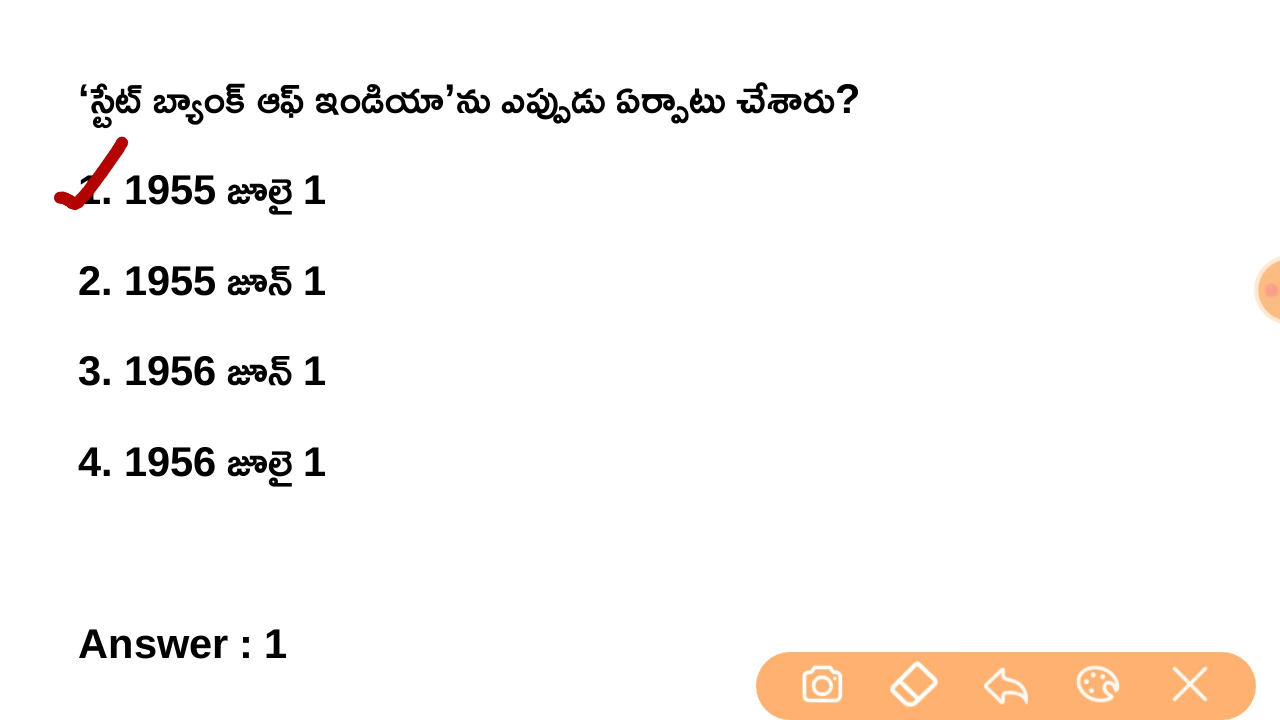 ‘స్టేట్ బ్యాంక్ ఆఫ్ ఇండియా’ను ఎప్పుడు ఏర్పాటు చేశారు?
1. 1955 జూలై 1
2. 1955 జూన్ 1
3. 1956 జూన్ 1
4. 1956 జూలై 1
Answer : 1